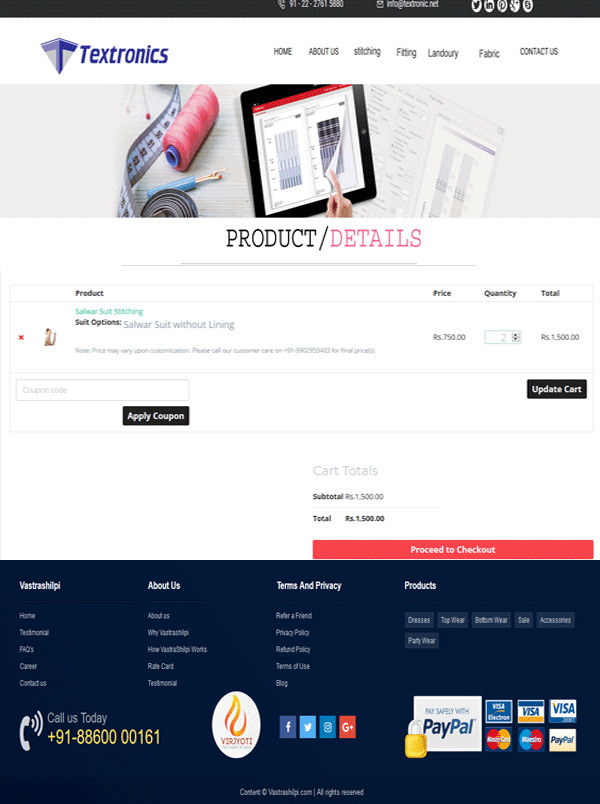 91 - 22 - 2761 5880 info@textronic.net
Textronics
HOME ABOUT US stitching Fitting Landoury Fabric CONTACT US
PRODUCT/DETAILS
Product Price Quantity Total
Salwar Suit Stitching
Suit Options: Salwar Suit without Lining
Rs.750.00 2 Rs.1,500.00
Note: Price may vary upon customization. Please call our customer care on +91-9902953403 for final price(s)
Coupon code
Update Cart
Apply Coupon
Cart Totals
Subtotal Rs.1,500.00
Total Rs.1,500.00
Proceed to Checkout
Vastrashilpi About Us Terms And Privacy Products
Home About us Refer a Friend
Dresses Top Wear Bottom Wear Sale Accessories
Testimonial Why Vastrashilpi Privacy Policy
Party Wear
FAQ's How VastraShilpi Works Refund Policy
Career Rate Card Terms of Use
Contact us Testimonial Blog
Call us Today
+91-88600 00161
VIRJYOTI
PAY SAFELY WITH
PayPal
VISA Electron VISA VISA DEBIT
MasterCard Maestro PayPal
Content © Vastrashilpi.com | All rights reserved